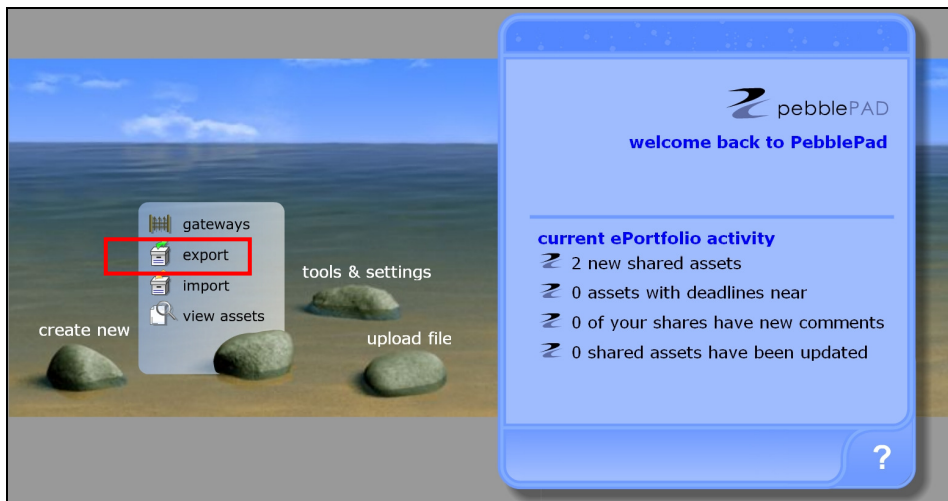 gateways
export
import
view assets
create new
tools & settings
upload file
pebblePAD
welcome back to PebblePad
current ePortfolio activity
2 new shared assets
0 assets with deadlines near
0 of your shares have new comments
0 shared assets have been updated
?